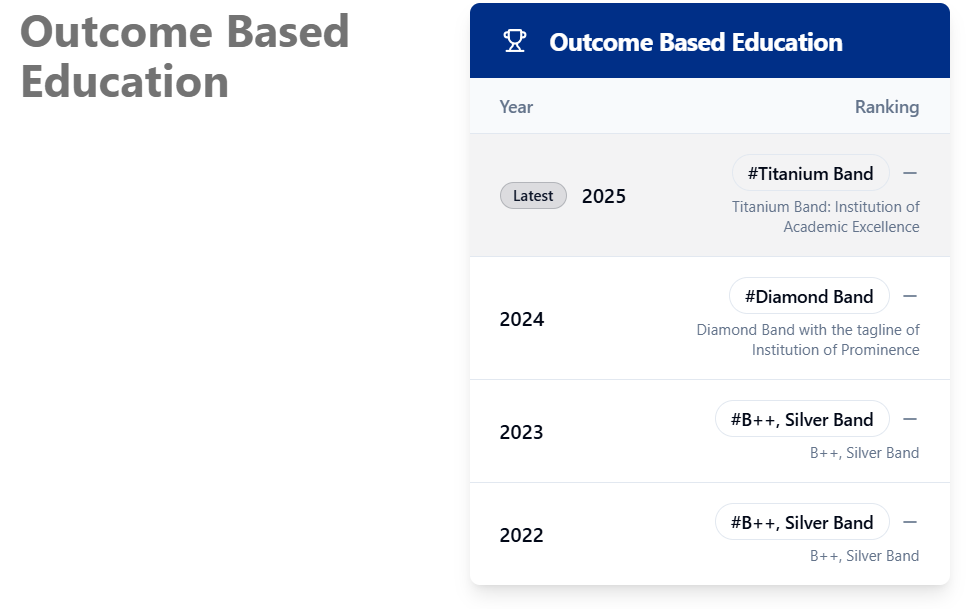 Outcome Based
Education
Outcome Based Education
Year Ranking
#Titanium Band —
Latest 2025
Titanium Band: Institution of
Academic Excellence
#Diamond Band —
2024
Diamond Band with the tagline of
Institution of Prominence
#B++, Silver Band —
2023
B++, Silver Band
#B++, Silver Band —
2022
B++, Silver Band